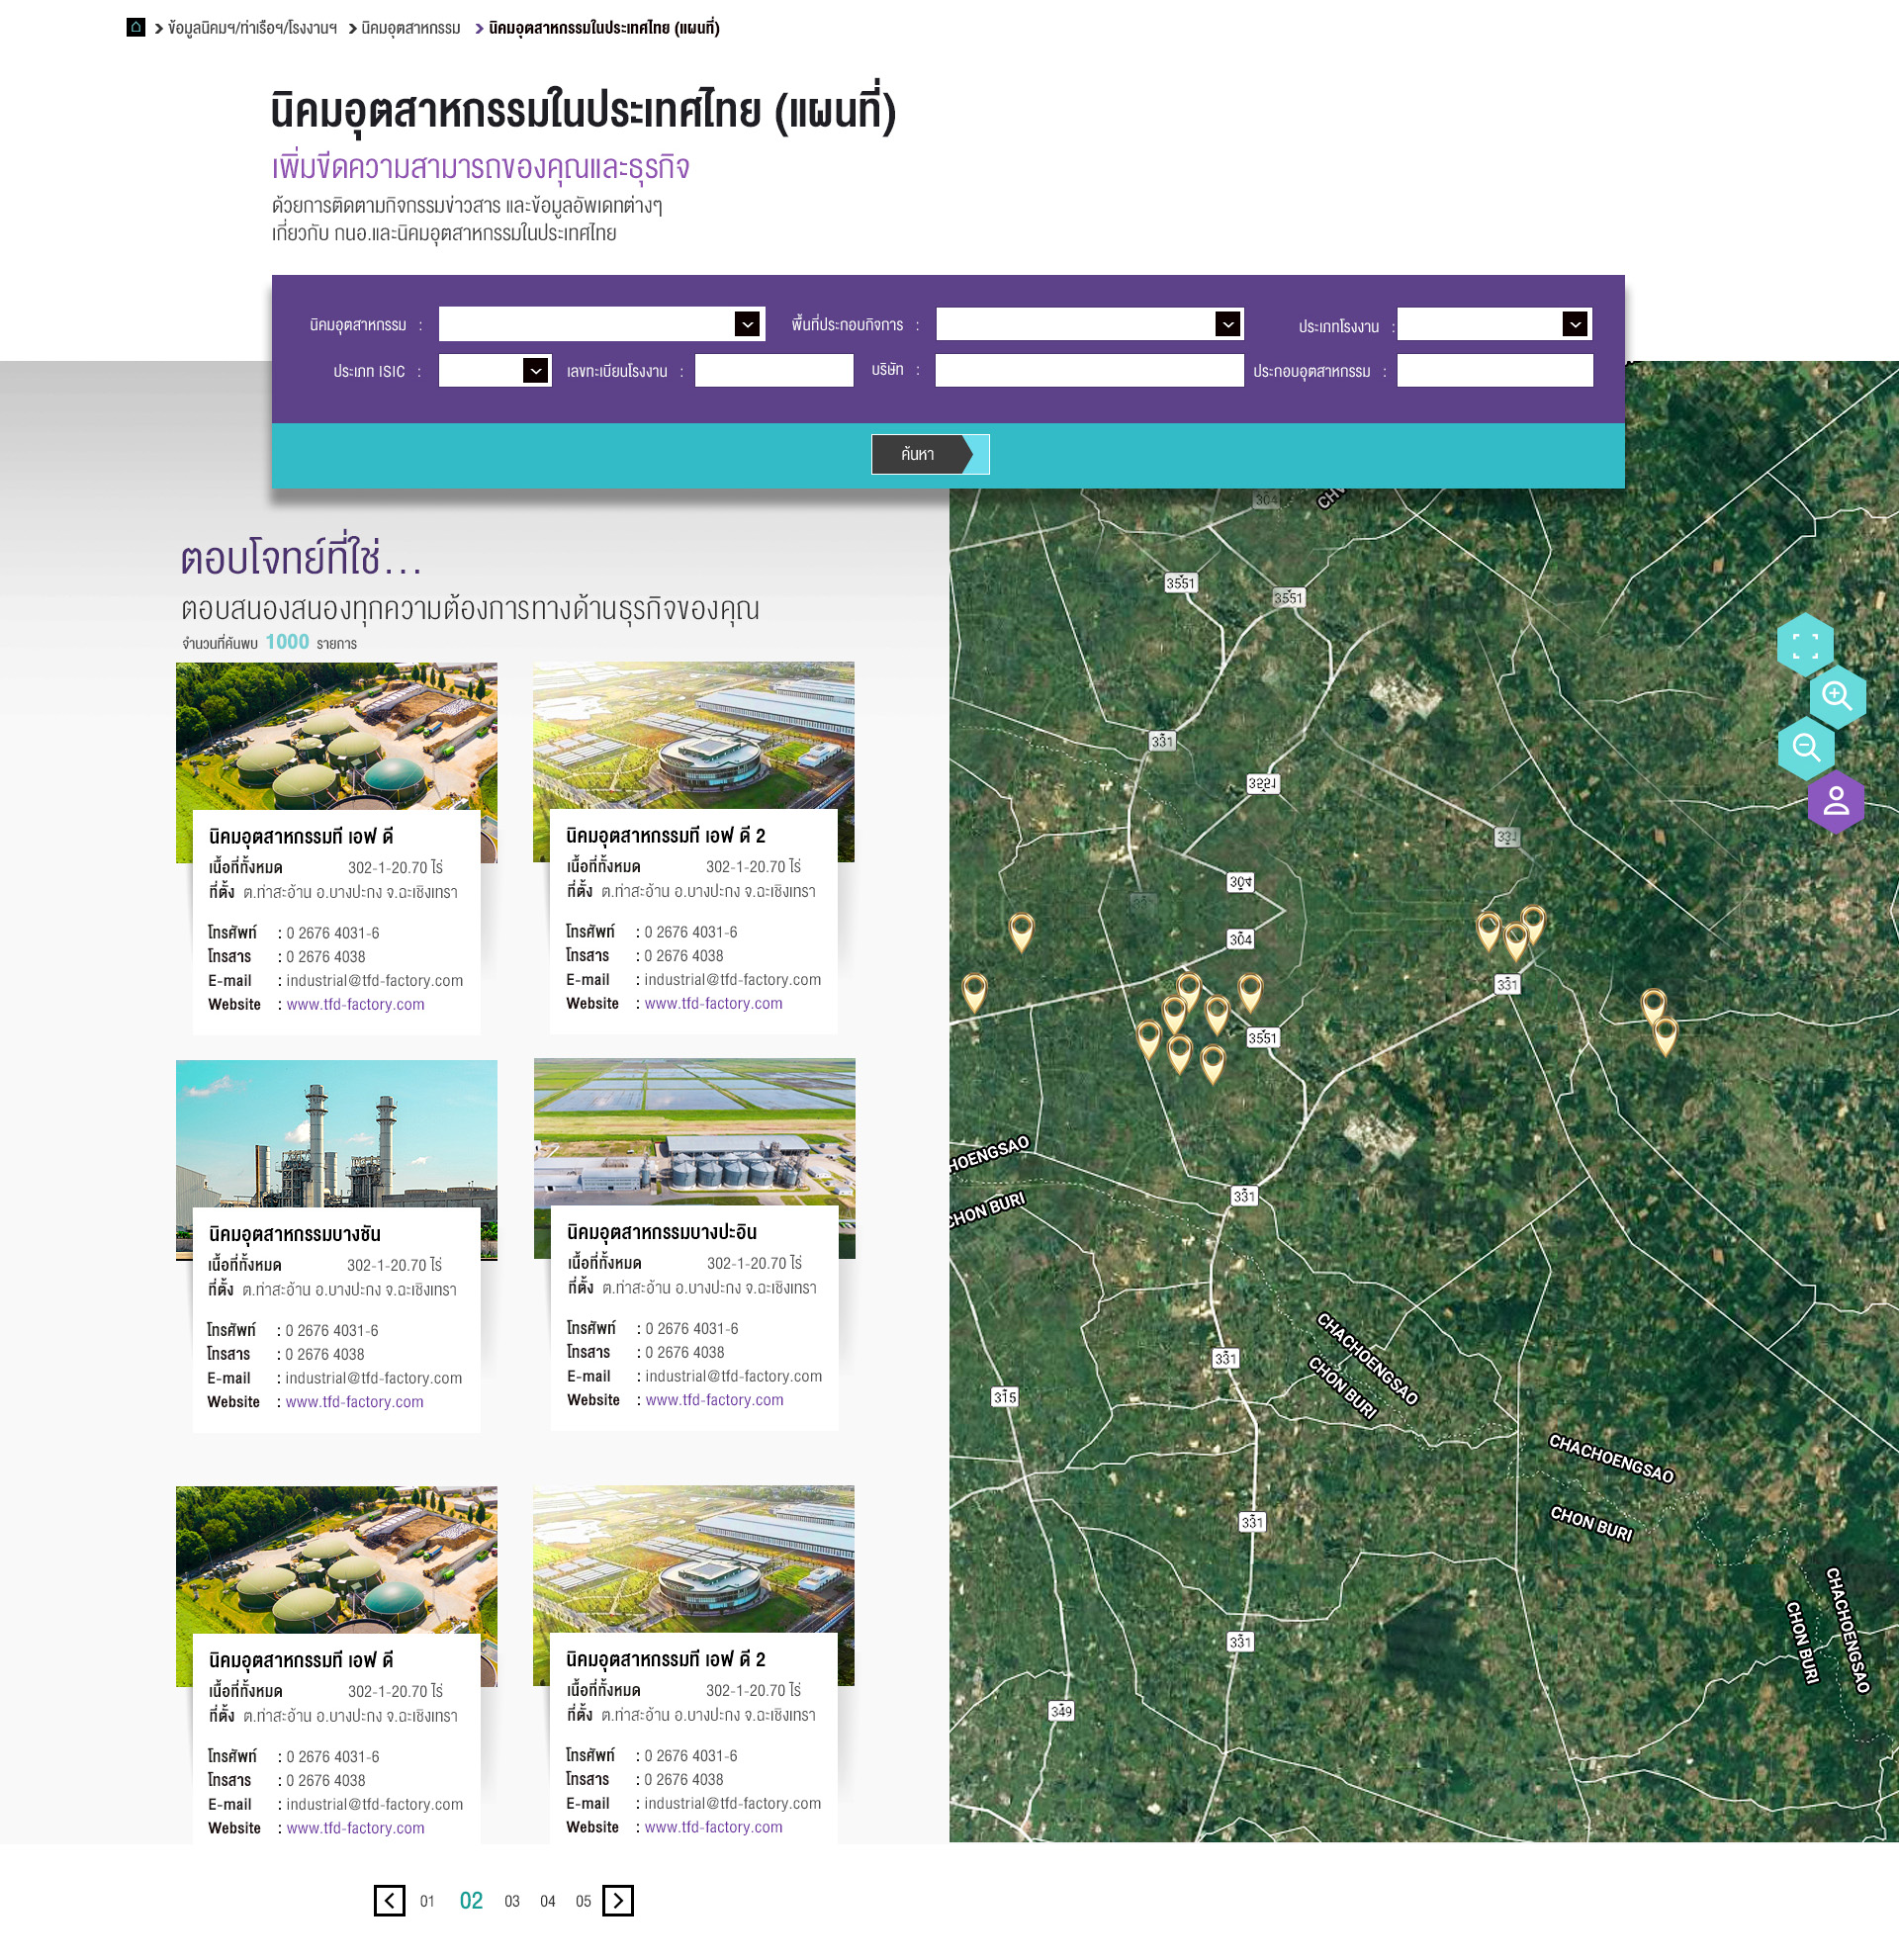 ข้อมูลนิคมฯ/ท่าเรือฯ/โรงงานฯ นิคมอุตสาหกรรม นิคมอุตสาหกรรมในประเทศไทย (แผนที่)
นิคมอุตสาหกรรมในประเทศไทย (แผนที่)
เพิ่มขีดความสามารถของคุณและธุรกิจ
ด้วยการติดตามกิจกรรมข่าวสาร และข้อมูลอัพเดทต่างๆ
เกี่ยวกับ กนอ.และนิคมอุตสาหกรรมในประเทศไทย
นิคมอุตสาหกรรม : พื้นที่ประกอบกิจการ : ประเภทโรงงาน :
ประเภท ISIC : เลขทะเบียนโรงงาน : บริษัท : ประกอบอุตสาหกรรม :
ค้นหา
ตอบโจทย์ที่ใช่...
ตอบสนองสนองทุกความต้องการทางด้านธุรกิจของคุณ
จำนวนที่ค้นพบ 1000 รายการ
นิคมอุตสาหกรรมที เอฟ ดี
เนื้อที่ทั้งหมด 302-1-20.70 ไร่
ที่ตั้ง ต.ท่าสะอ้าน อ.บางปะกง จ.ฉะเชิงเทรา
โทรศัพท์ : 0 2676 4031-6
โทรสาร : 0 2676 4038
E-mail : industrial@tfd-factory.com
Website : www.tfd-factory.com
นิคมอุตสาหกรรมที เอฟ ดี 2
เนื้อที่ทั้งหมด 302-1-20.70 ไร่
ที่ตั้ง ต.ท่าสะอ้าน อ.บางปะกง จ.ฉะเชิงเทรา
โทรศัพท์ : 0 2676 4031-6
โทรสาร : 0 2676 4038
E-mail : industrial@tfd-factory.com
Website : www.tfd-factory.com
นิคมอุตสาหกรรมบางชัน
เนื้อที่ทั้งหมด 302-1-20.70 ไร่
ที่ตั้ง ต.ท่าสะอ้าน อ.บางปะกง จ.ฉะเชิงเทรา
โทรศัพท์ : 0 2676 4031-6
โทรสาร : 0 2676 4038
E-mail : industrial@tfd-factory.com
Website : www.tfd-factory.com
นิคมอุตสาหกรรมบางปะอิน
เนื้อที่ทั้งหมด 302-1-20.70 ไร่
ที่ตั้ง ต.ท่าสะอ้าน อ.บางปะกง จ.ฉะเชิงเทรา
โทรศัพท์ : 0 2676 4031-6
โทรสาร : 0 2676 4038
E-mail : industrial@tfd-factory.com
Website : www.tfd-factory.com
นิคมอุตสาหกรรมที เอฟ ดี
เนื้อที่ทั้งหมด 302-1-20.70 ไร่
ที่ตั้ง ต.ท่าสะอ้าน อ.บางปะกง จ.ฉะเชิงเทรา
โทรศัพท์ : 0 2676 4031-6
โทรสาร : 0 2676 4038
E-mail : industrial@tfd-factory.com
Website : www.tfd-factory.com
นิคมอุตสาหกรรมที เอฟ ดี 2
เนื้อที่ทั้งหมด 302-1-20.70 ไร่
ที่ตั้ง ต.ท่าสะอ้าน อ.บางปะกง จ.ฉะเชิงเทรา
โทรศัพท์ : 0 2676 4031-6
โทรสาร : 0 2676 4038
E-mail : industrial@tfd-factory.com
Website : www.tfd-factory.com
01 02 03 04 05
304
3551
3551
331
331
304
304
331
3551
HOENGSAO
CHON BURI
331
CHACHOENGSAO
CHON BURI
331
315
CHACHOENGSAO
CHON BURI
331
CHACHOENGSAO
CHON BURI
331
349